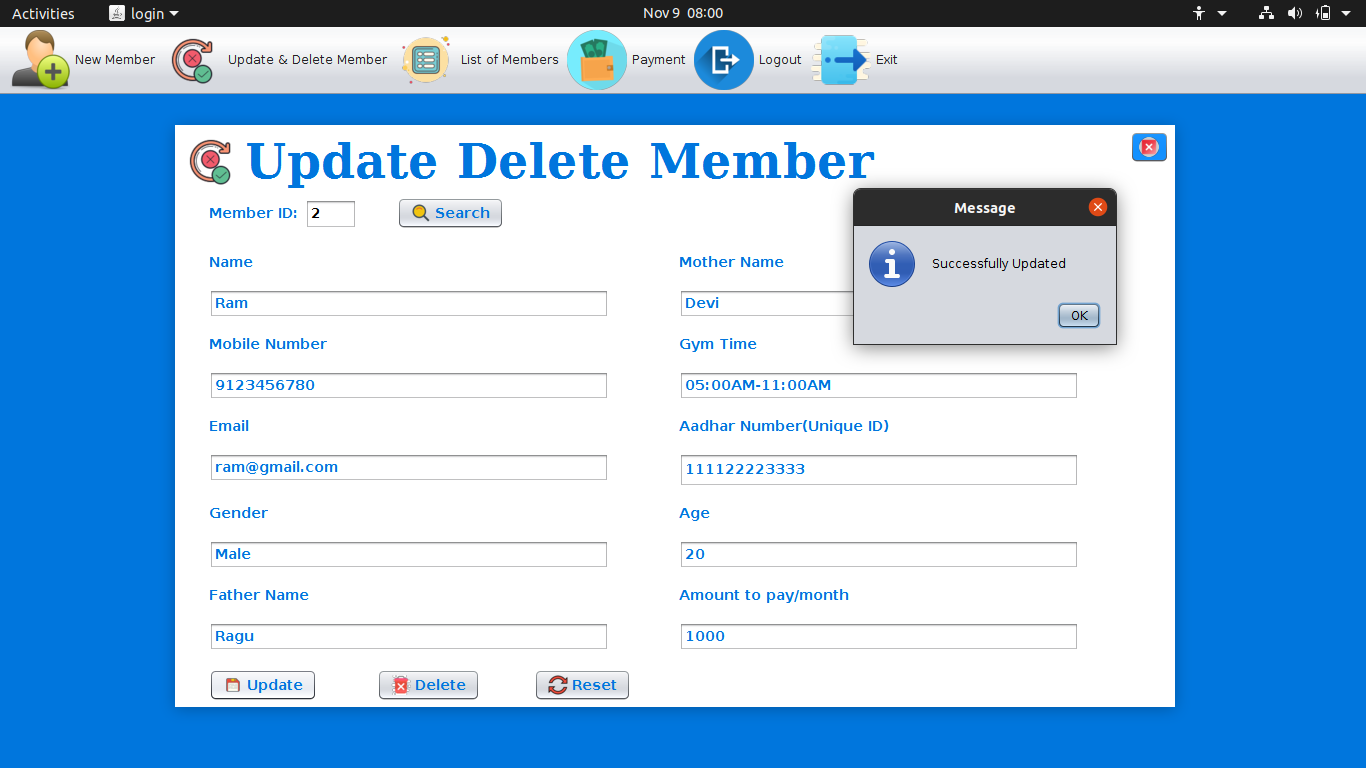 Activities login Nov 9 08:00
New Member Update & Delete Member List of Members Payment Logout Exit
Update Delete Member
Member ID: 2 Search
Message
Successfully Updated
OK
Name Mother Name
Ram Devi
Mobile Number Gym Time
9123456780 05:00AM-11:00AM
Email Aadhar Number(Unique ID)
ram@gmail.com 111122223333
Gender Age
Male 20
Father Name Amount to pay/month
Ragu 1000
Update Delete Reset